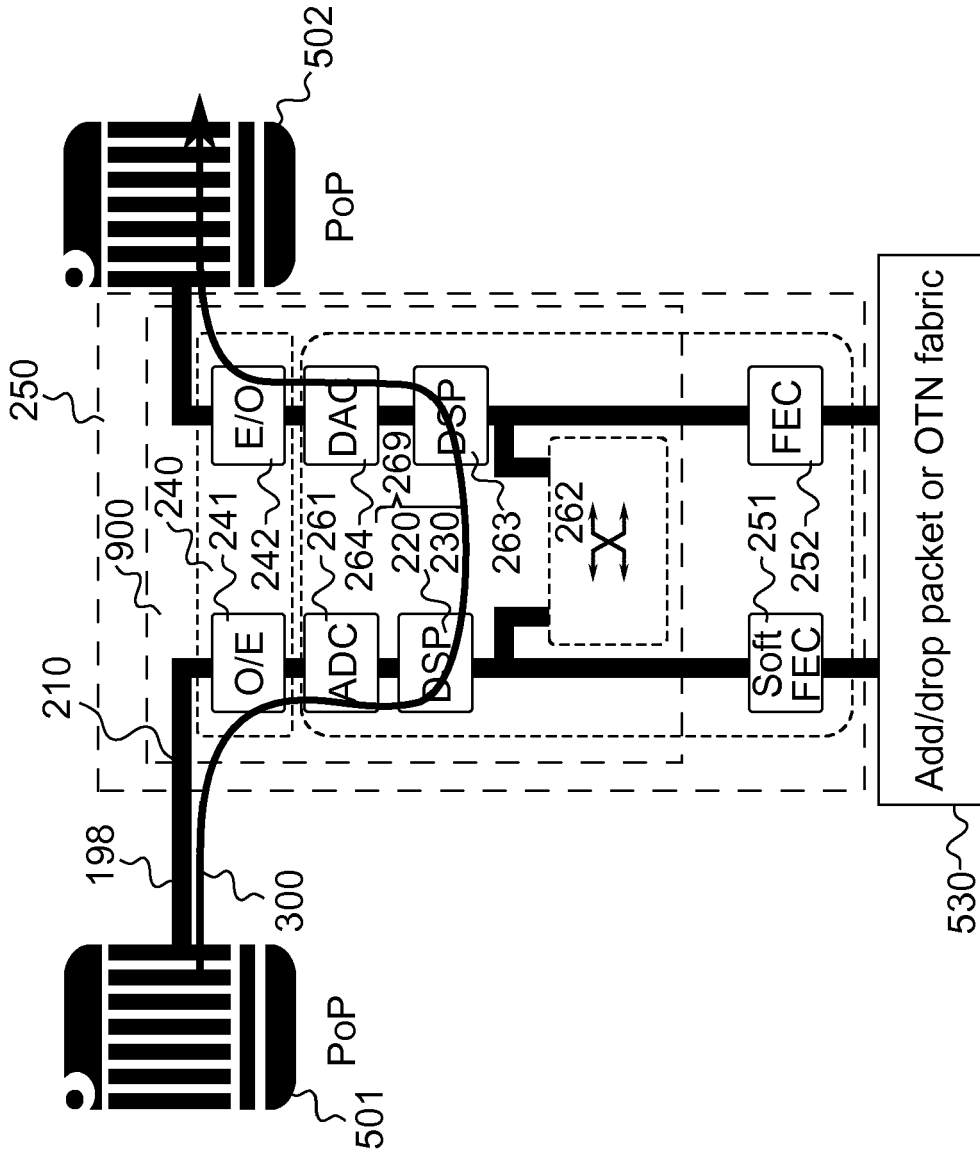 250
900
240
210
198
300
501
PoP
502
PoP
O/E
241
242
E/O
ADC
261
264
DAC
269
220
230
DSP
DSP
263
262
Soft
FEC
251
252
FEC
Add/drop packet or OTN fabric
530